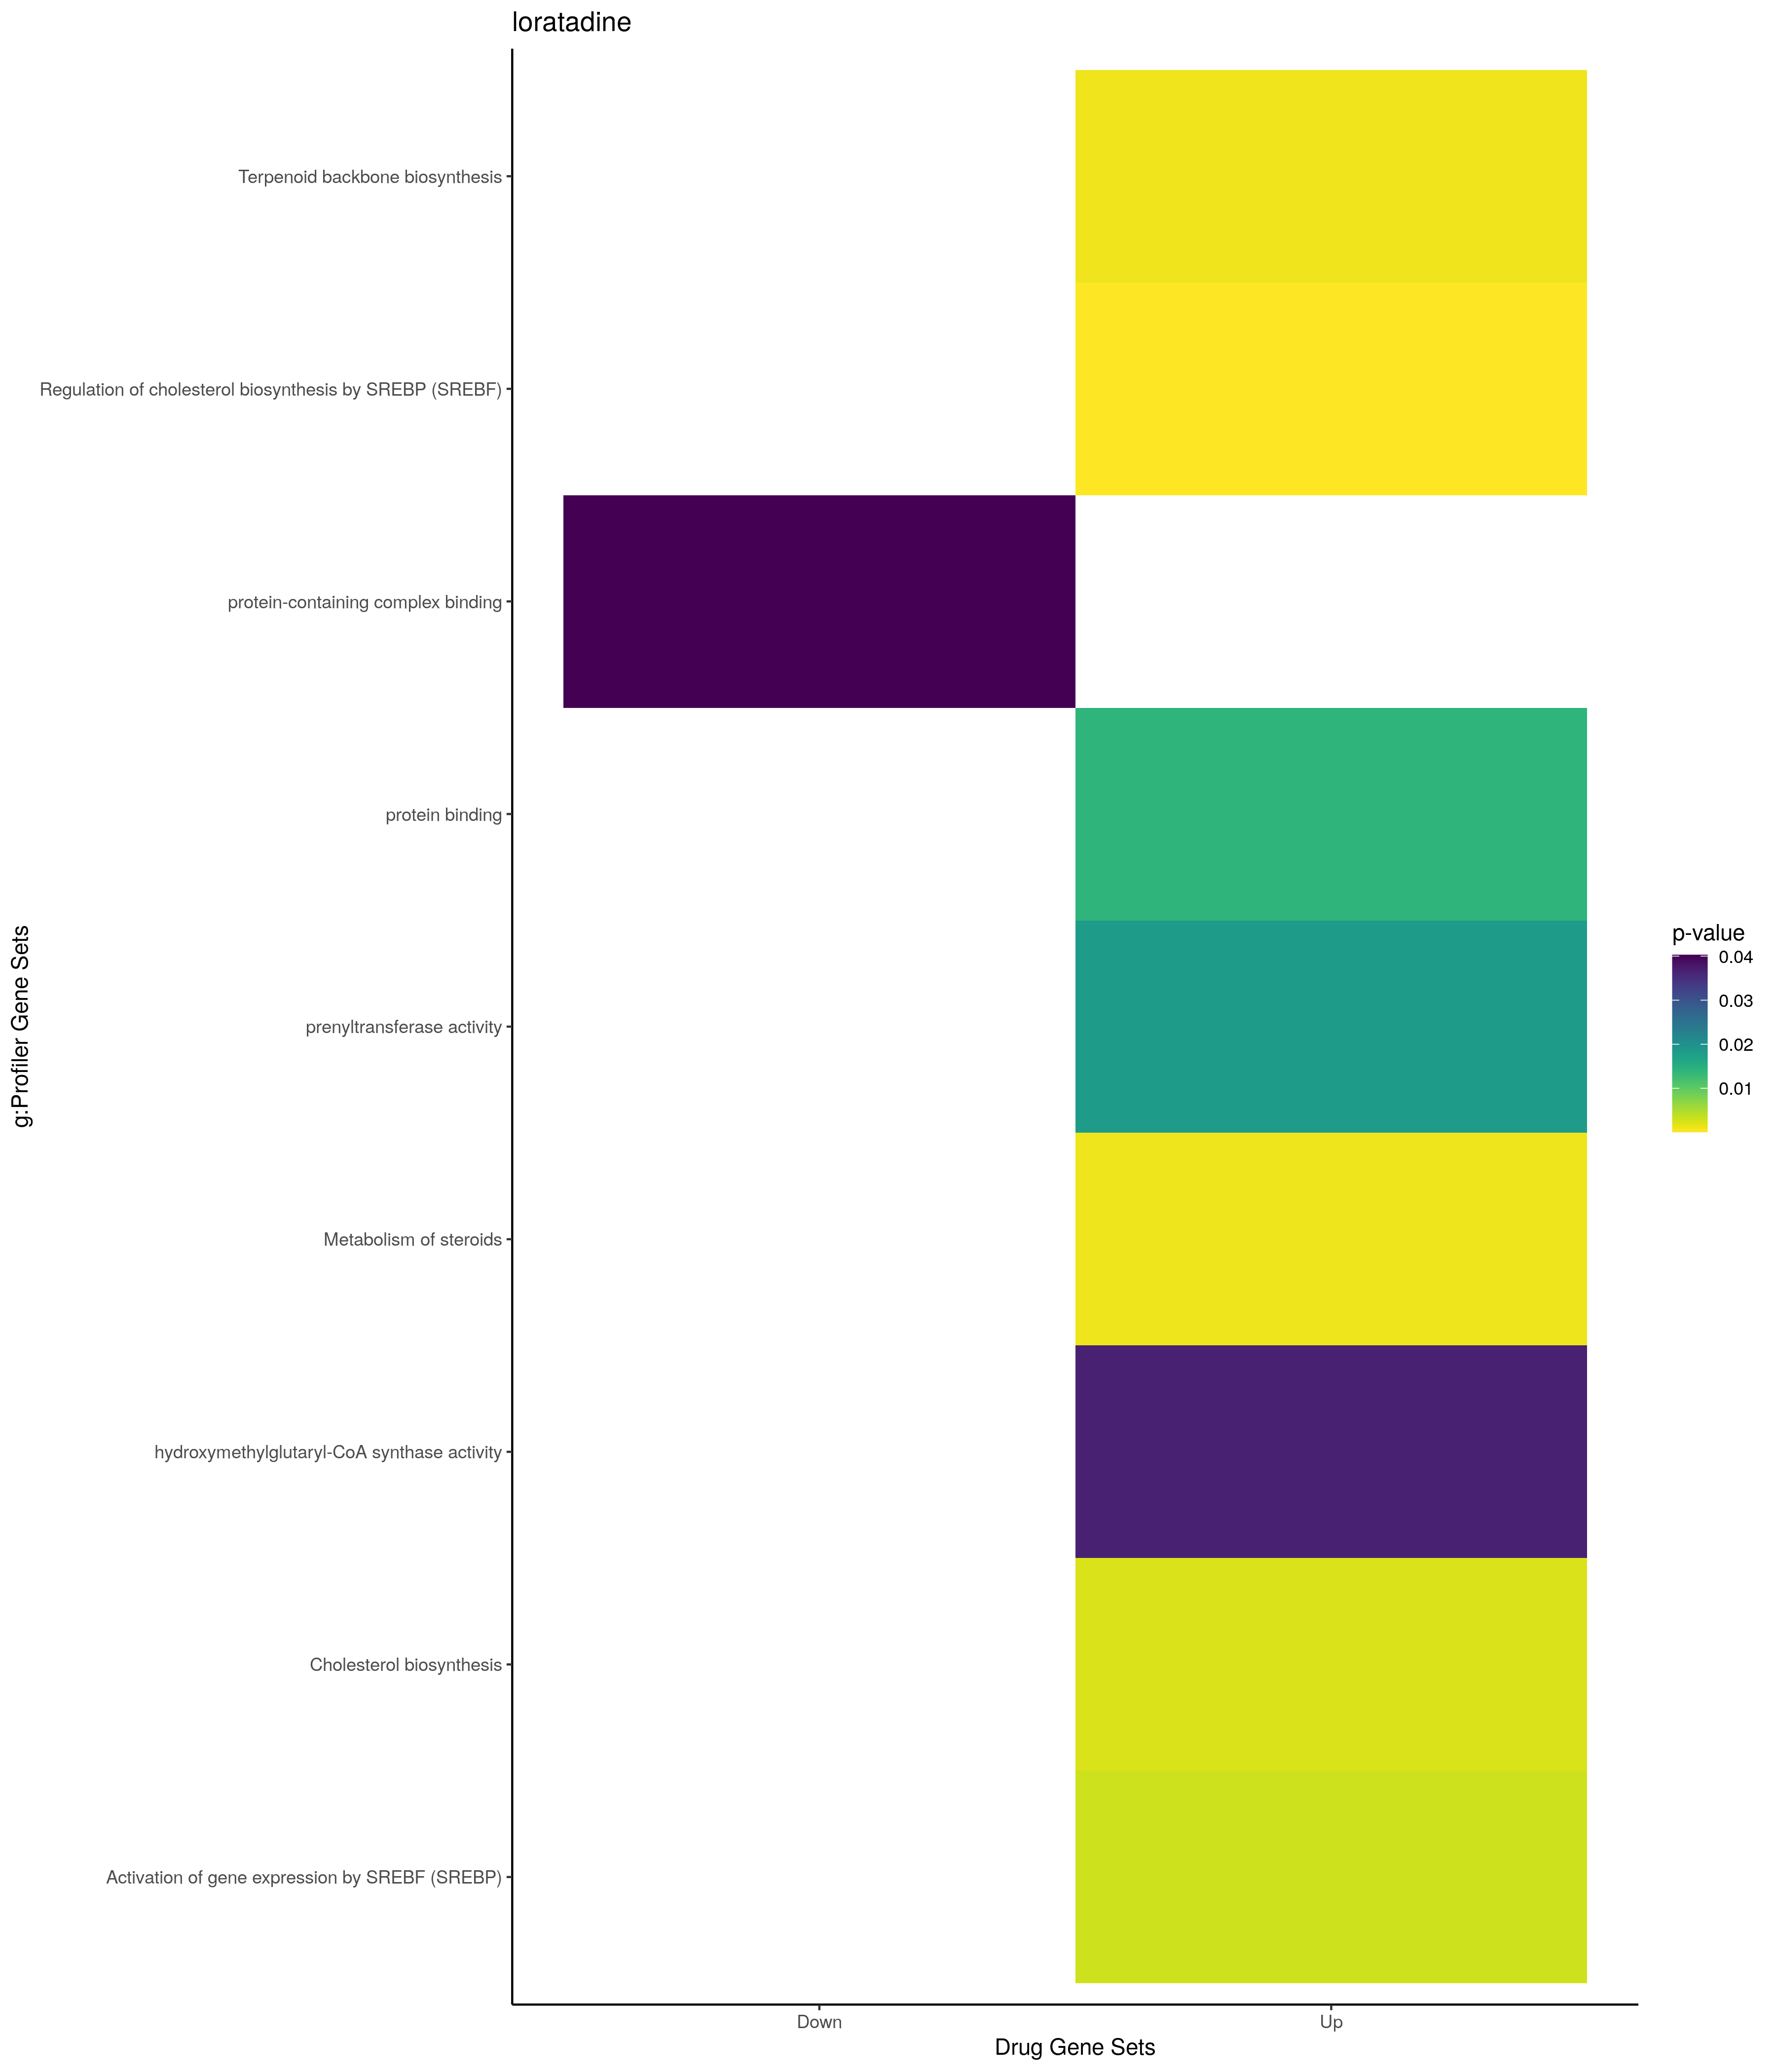 loratadine
Terpenoid backbone biosynthesis
Regulation of cholesterol biosynthesis by SREBP (SREBF)
protein-containing complex binding
protein binding
prenyltransferase activity
Metabolism of steroids
hydroxymethylglutaryl-CoA synthase activity
Cholesterol biosynthesis
Activation of gene expression by SREBF (SREBP)
g:Profiler Gene Sets
Down
Up
Drug Gene Sets
p-value
0.04
0.03
0.02
0.01